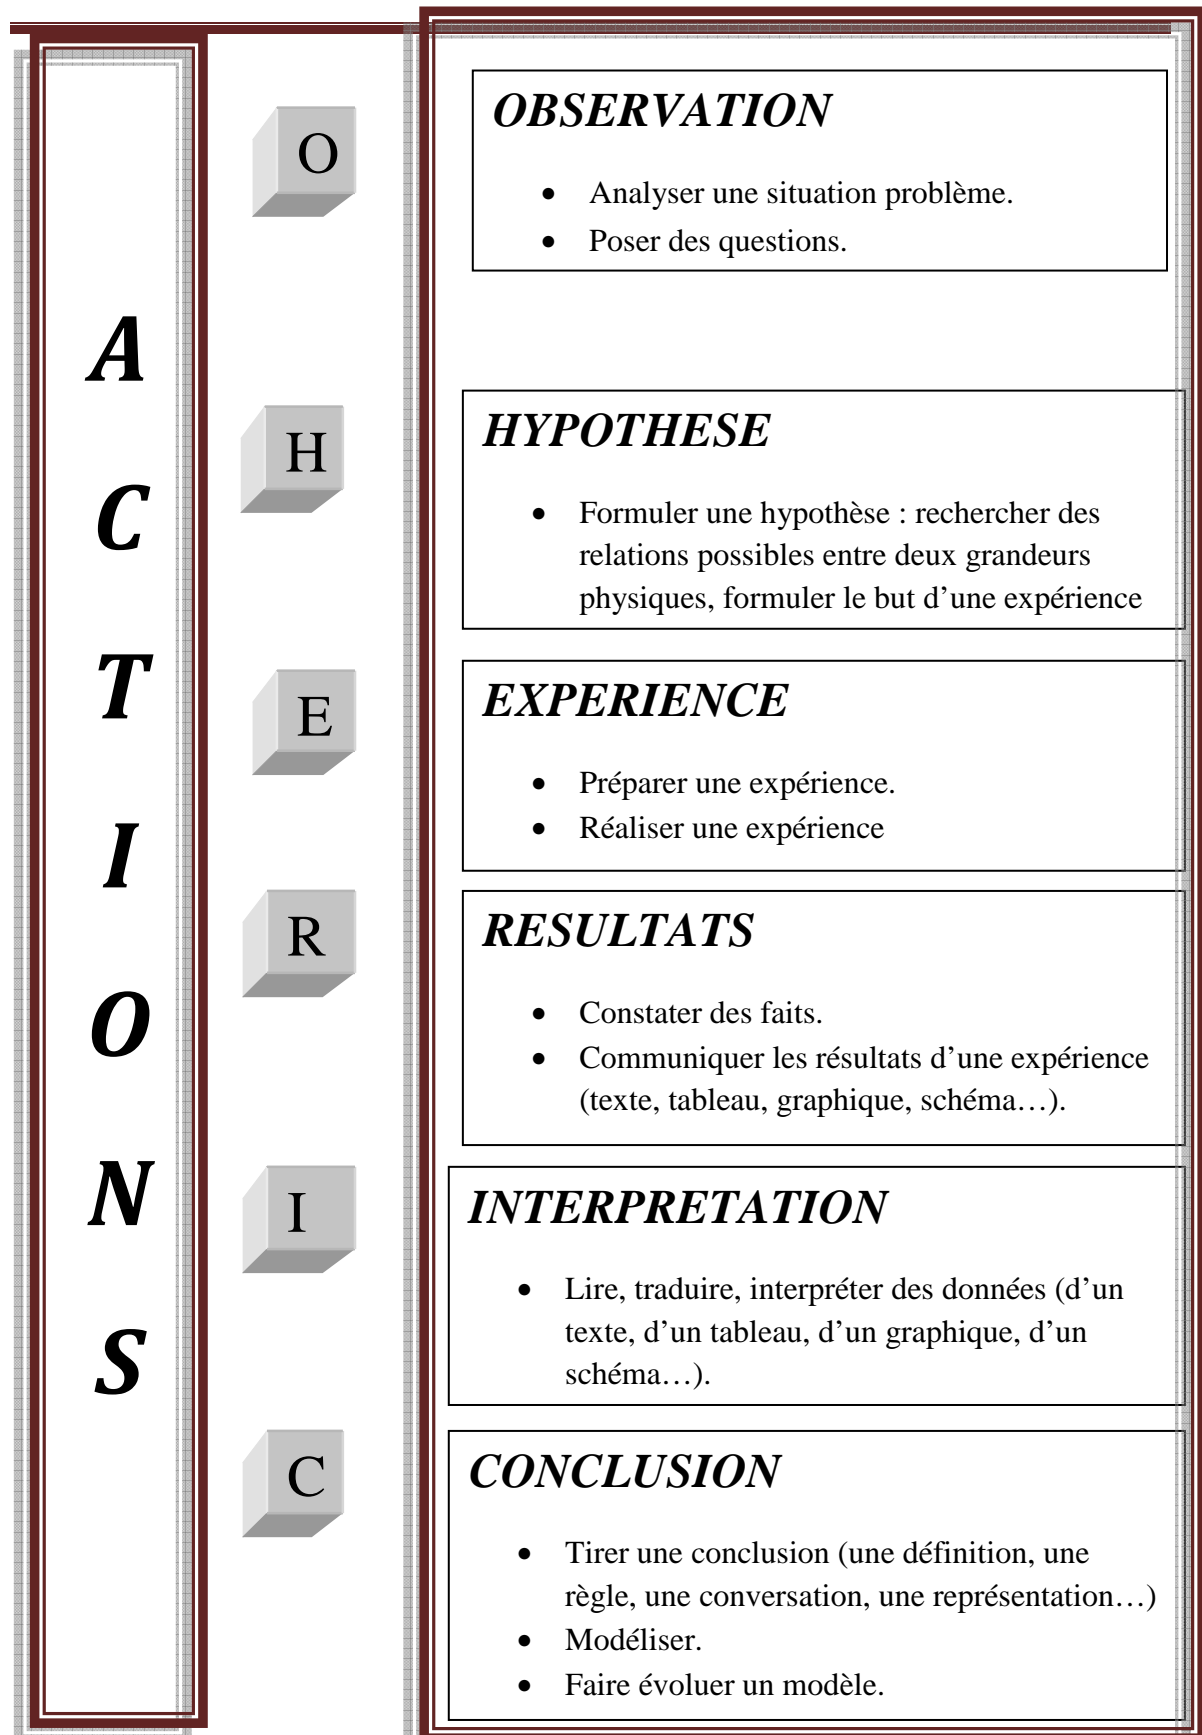 A
C
T
I
O
N
S
O
OBSERVATION
• Analyser une situation problème.
• Poser des questions.
H
HYPOTHESE
• Formuler une hypothèse : rechercher des
relations possibles entre deux grandeurs
physiques, formuler le but d’une expérience
E
EXPERIENCE
• Préparer une expérience.
• Réaliser une expérience
R
RESULTATS
• Constater des faits.
• Communiquer les résultats d’une expérience
(texte, tableau, graphique, schéma…).
I
INTERPRETATION
• Lire, traduire, interpréter des données (d’un
texte, d’un tableau, d’un graphique, d’un
schéma…).
C
CONCLUSION
• Tirer une conclusion (une définition, une
règle, une conversation, une représentation…)
• Modéliser.
• Faire évoluer un modèle.